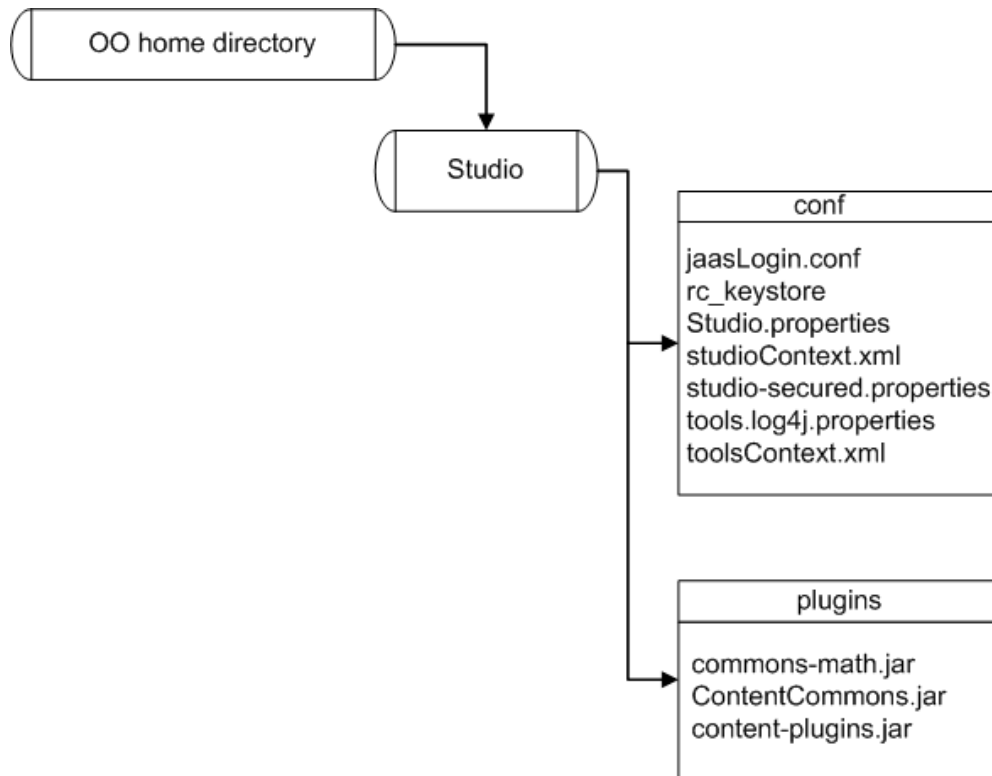 OO home directory
Studio
conf
jaasLogin.conf
rc_keystore
Studio.properties
studioContext.xml
studio-secured.properties
tools.log4j.properties
toolsContext.xml
plugins
commons-math.jar
ContentCommons.jar
content-plugins.jar